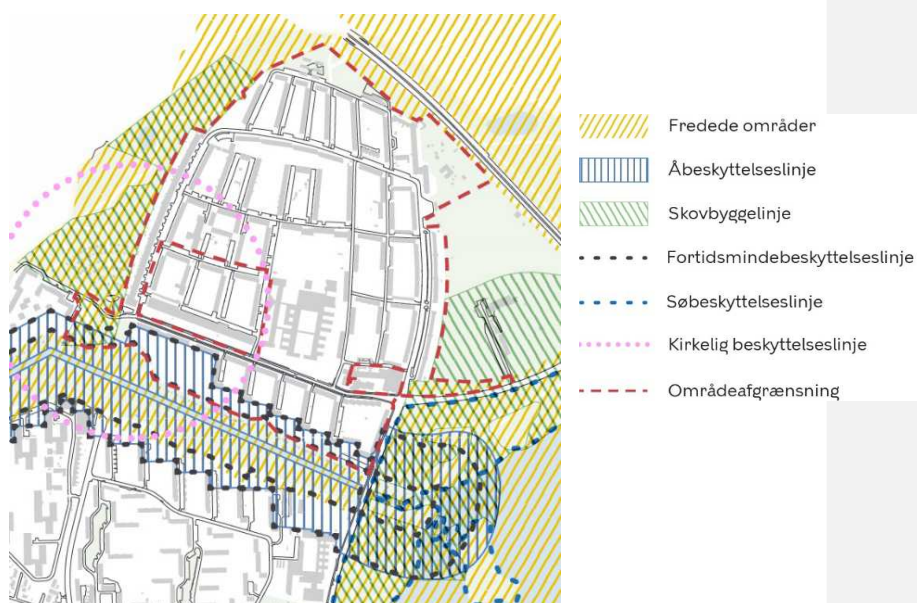 Fredede områder
Åbeskyttelseslinje
Skovbyggelinje
Fortidsmindebeskyttelseslinje
Søbeskyttelseslinje
Kirkelig beskyttelseslinje
Områdeafgrænsning